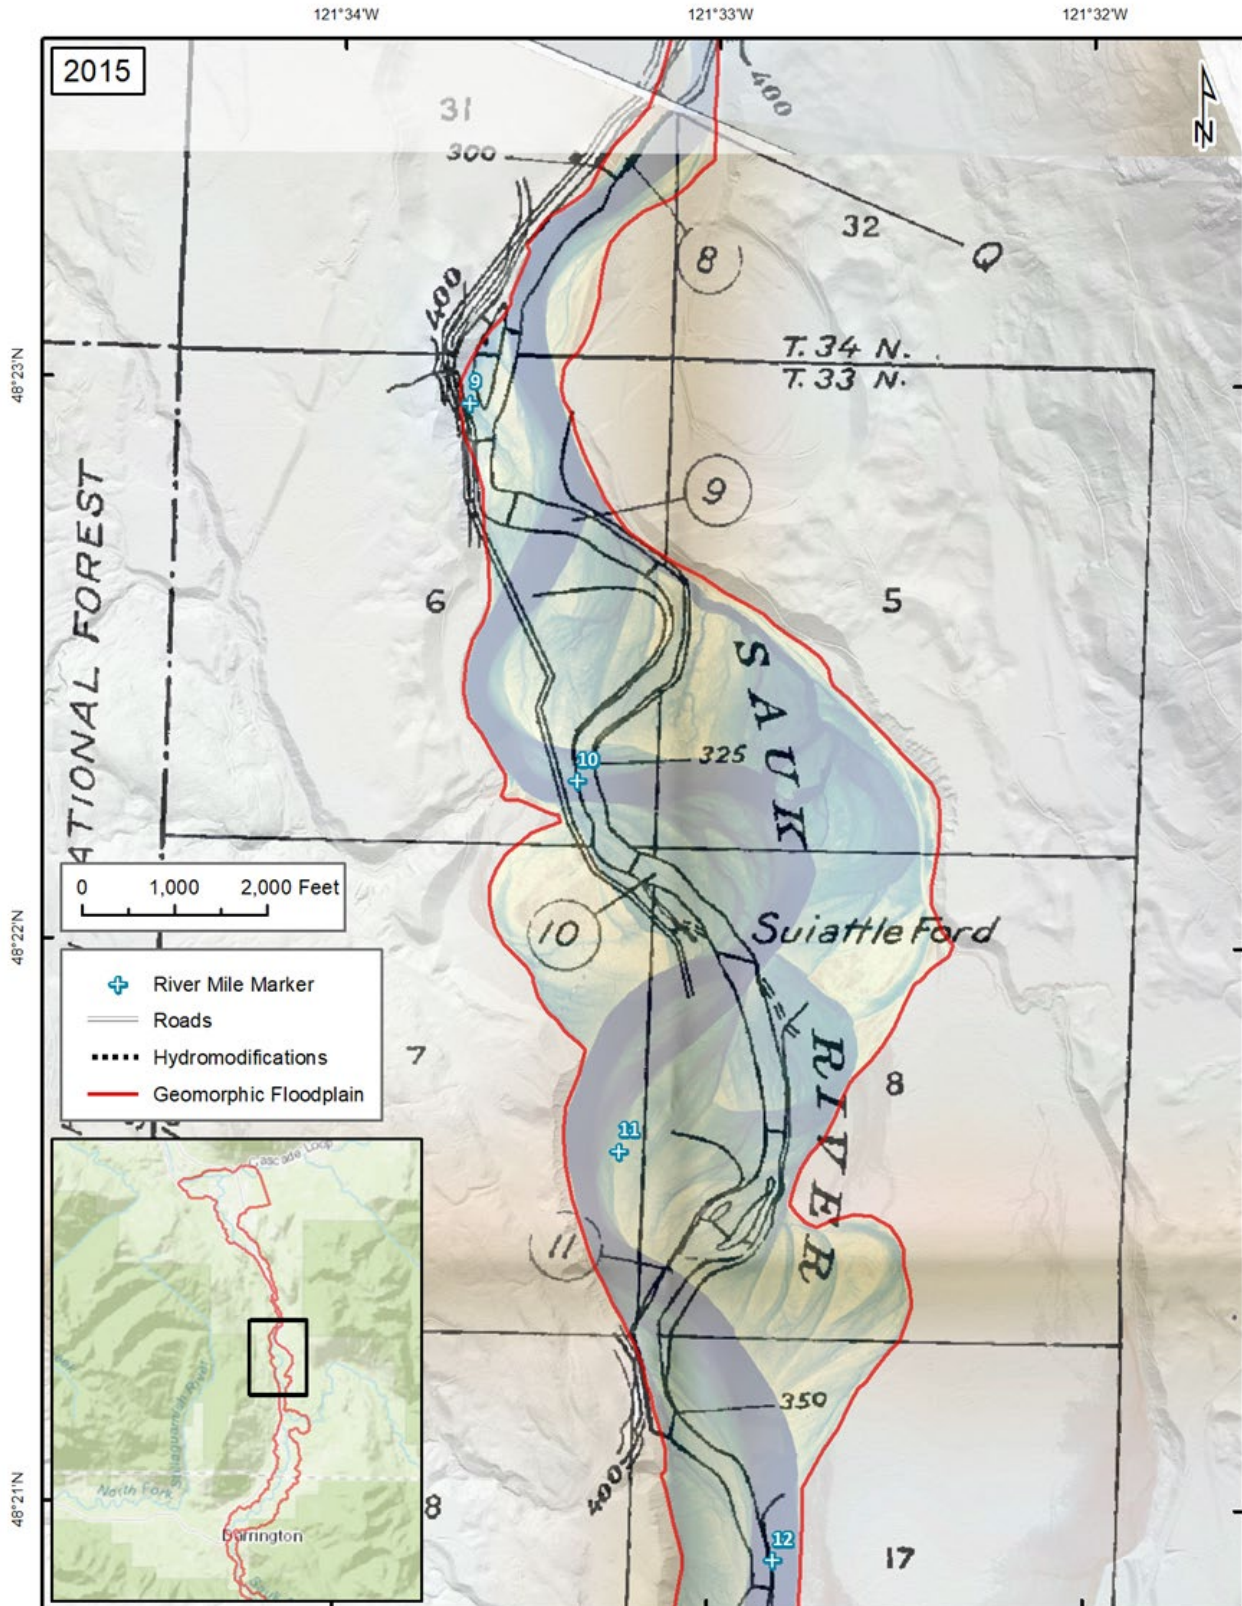 121°34'W
121°33'W
121°32'W
2015
400
31
N
300
32
8
Q
400
T. 34 N.
T. 33 N.
48°23'N
9
9
6
5
ATIONAL FOREST
SAUK
10
325
0 1,000 2,000 Feet
10
Suiattle Ford
48°22'N
River Mile Marker
Roads
Hydromodifications
Geomorphic Floodplain
7
RIVER
8
11
11
Cascade Loop
350
400
North Fork
Darrington
48°21'N
8
12
17